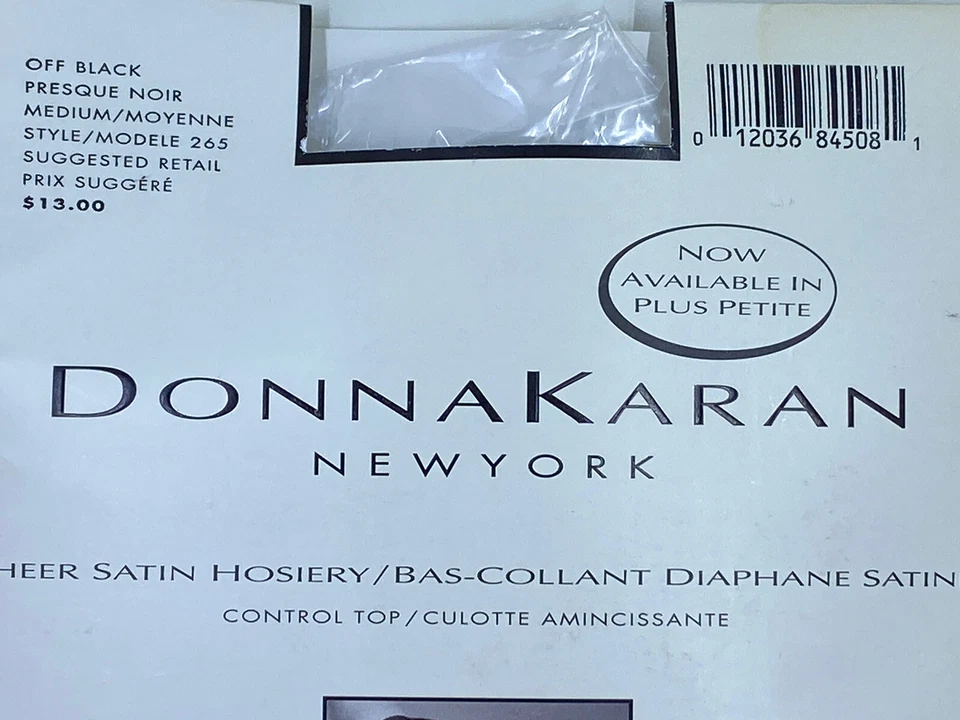 OFF BLACK
PRESQUE NOIR
MEDIUM/MOYENNE
STYLE/MODELE 265
SUGGESTED RETAIL
PRIX SUGGÉRÉ
$13.00
0 12036 84508 1
NOW
AVAILABLE IN
PLUS PETITE
DONNAKARAN
NEWYORK
HEER SATIN HOSIERY/BAS-COLLANT DIAPHANE SATIN
CONTROL TOP/CULOTTE AMINCISSANTE